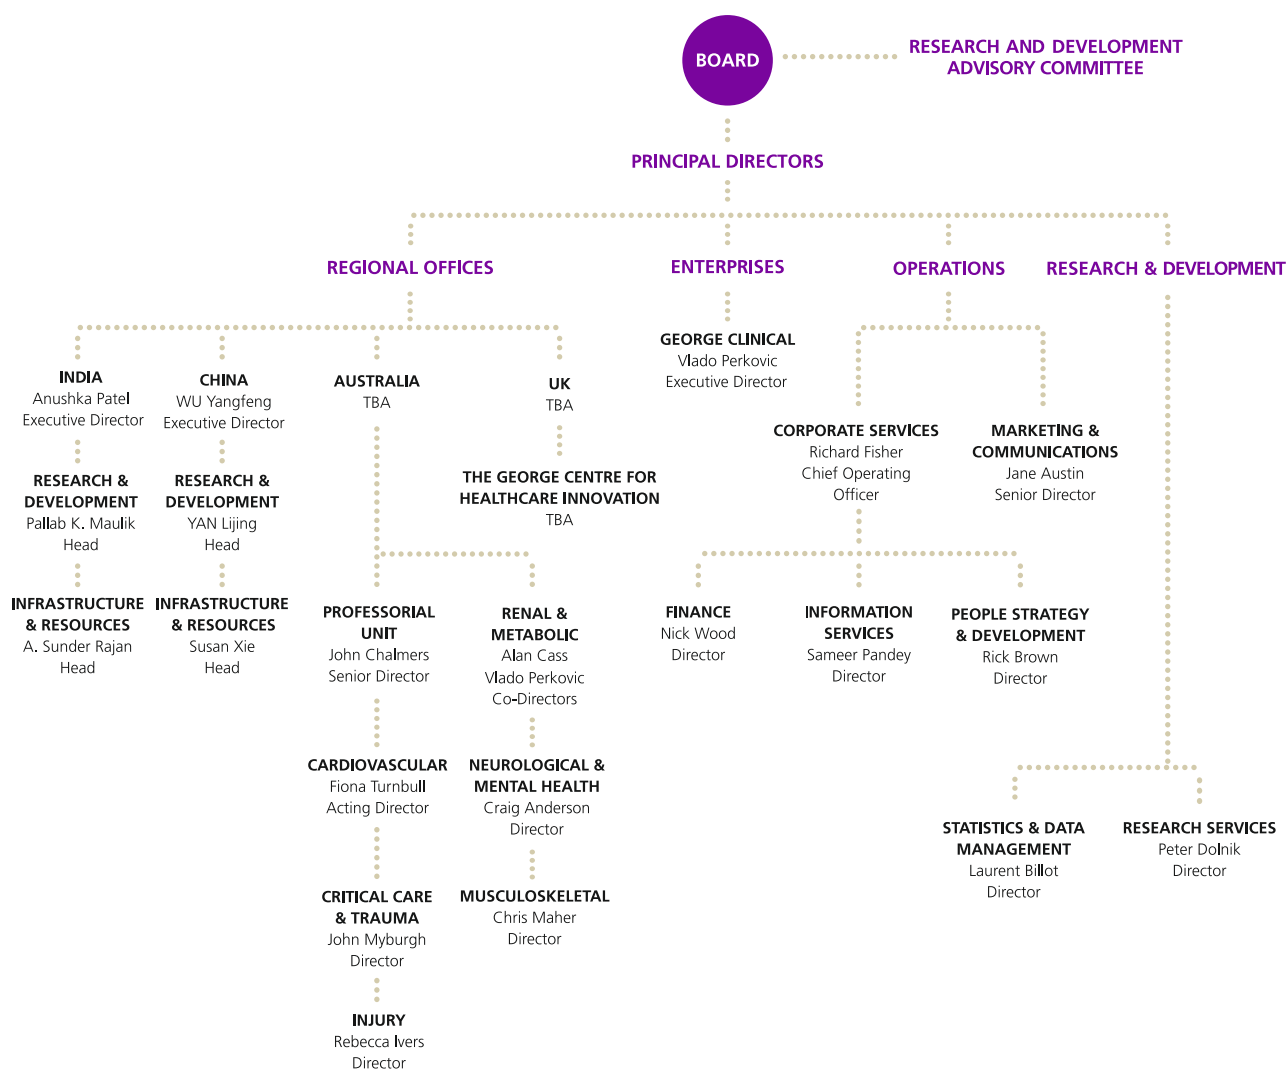 BOARD
RESEARCH AND DEVELOPMENT
ADVISORY COMMITTEE
PRINCIPAL DIRECTORS
REGIONAL OFFICES
ENTERPRISES
OPERATIONS
RESEARCH & DEVELOPMENT
INDIA
Anushka Patel
Executive Director
RESEARCH &
DEVELOPMENT
Pallab K. Maulik
Head
INFRASTRUCTURE
& RESOURCES
A. Sunder Rajan
Head
CHINA
WU Yangfeng
Executive Director
RESEARCH &
DEVELOPMENT
YAN Lijing
Head
INFRASTRUCTURE
& RESOURCES
Susan Xie
Head
AUSTRALIA
TBA
PROFESSORIAL
UNIT
John Chalmers
Senior Director
CARDIOVASCULAR
Fiona Turnbull
Acting Director
CRITICAL CARE
& TRAUMA
John Myburgh
Director
INJURY
Rebecca Ivers
Director
RENAL &
METABOLIC
Alan Cass
Vlado Perkovic
Co-Directors
NEUROLOGICAL &
MENTAL HEALTH
Craig Anderson
Director
MUSCULOSKELETAL
Chris Maher
Director
UK
TBA
THE GEORGE CENTRE FOR
HEALTHCARE INNOVATION
TBA
GEORGE CLINICAL
Vlado Perkovic
Executive Director
CORPORATE SERVICES
Richard Fisher
Chief Operating
Officer
FINANCE
Nick Wood
Director
INFORMATION
SERVICES
Sameer Pandey
Director
PEOPLE STRATEGY
& DEVELOPMENT
Rick Brown
Director
MARKETING &
COMMUNICATIONS
Jane Austin
Senior Director
STATISTICS & DATA
MANAGEMENT
Laurent Billot
Director
RESEARCH SERVICES
Peter Dolnik
Director